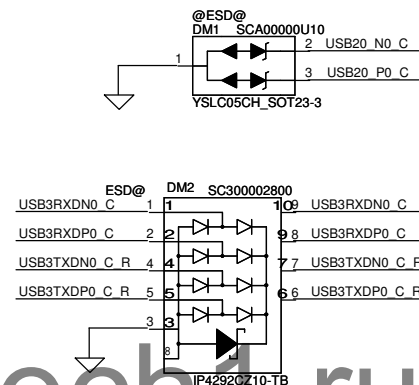 @ESD@
DM1 SCA00000U10
1
2 USB20_N0_C
3 USB20_P0_C
YSLC05CH_SOT23-3
ESD@ DM2 SC300002800
USB3RXDN0_C 1 1 10 9 USB3RXDN0_C
USB3RXDP0_C 2 2 9 8 USB3RXDP0_C
USB3TXDN0_C_R 4 4 7 7 USB3TXDN0_C_R
USB3TXDP0_C_R 5 5 6 6 USB3TXDP0_C_R
3 3
8
IP4292CZ10-TB